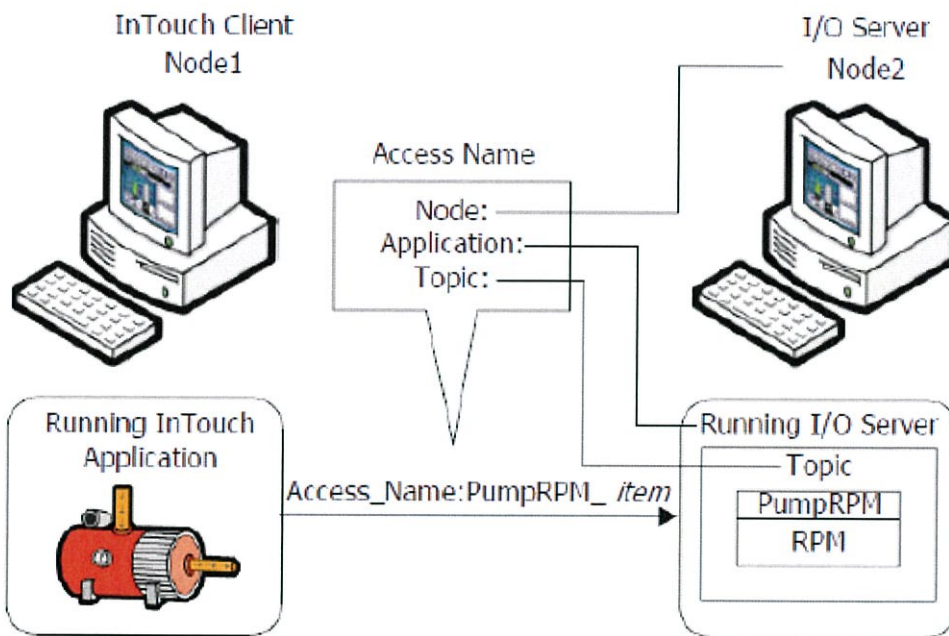 InTouch Client
Node1
I/O Server
Node2
Access Name
Node:
Application:
Topic:
Running InTouch
Application
Access_Name:PumpRPM_ item
Running I/O Server
Topic
PumpRPM
RPM